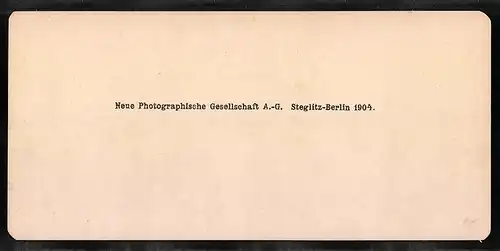 Neue Photographische Gesellschaft A.-G. Steglitz-Berlin 1904.